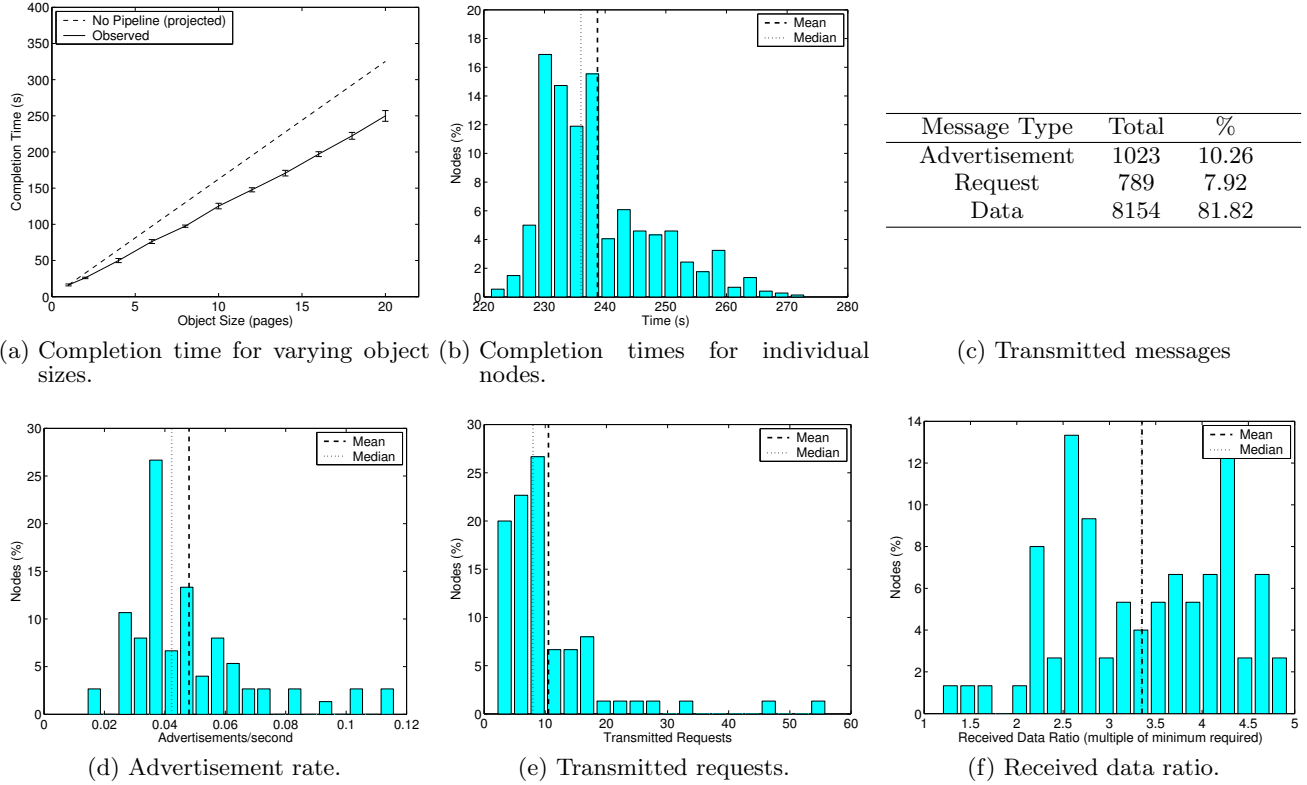 400
350
300
250
200
150
100
50
0
0 5 10 15 20
Completion Time (s)
Object Size (pages)
No Pipeline (projected)
Observed
(a) Completion time for varying object
sizes.
20
18
16
14
12
10
8
6
4
2
0
220 230 240 250 260 270 280
Nodes (%)
Time (s)
Mean
Median
(b) Completion times for individual
nodes.
Message Type Total %
Advertisement 1023 10.26
Request 789 7.92
Data 8154 81.82
(c) Transmitted messages
30
25
20
15
10
5
0
0 0.02 0.04 0.06 0.08 0.1 0.12
Nodes (%)
Advertisements/second
Mean
Median
(d) Advertisement rate.
30
25
20
15
10
5
0
0 10 20 30 40 50 60
Nodes (%)
Transmitted Requests
Mean
Median
(e) Transmitted requests.
14
12
10
8
6
4
2
0
1 1.5 2 2.5 3 3.5 4 4.5 5
Nodes (%)
Received Data Ratio (multiple of minimum required)
Mean
Median
(f) Received data ratio.